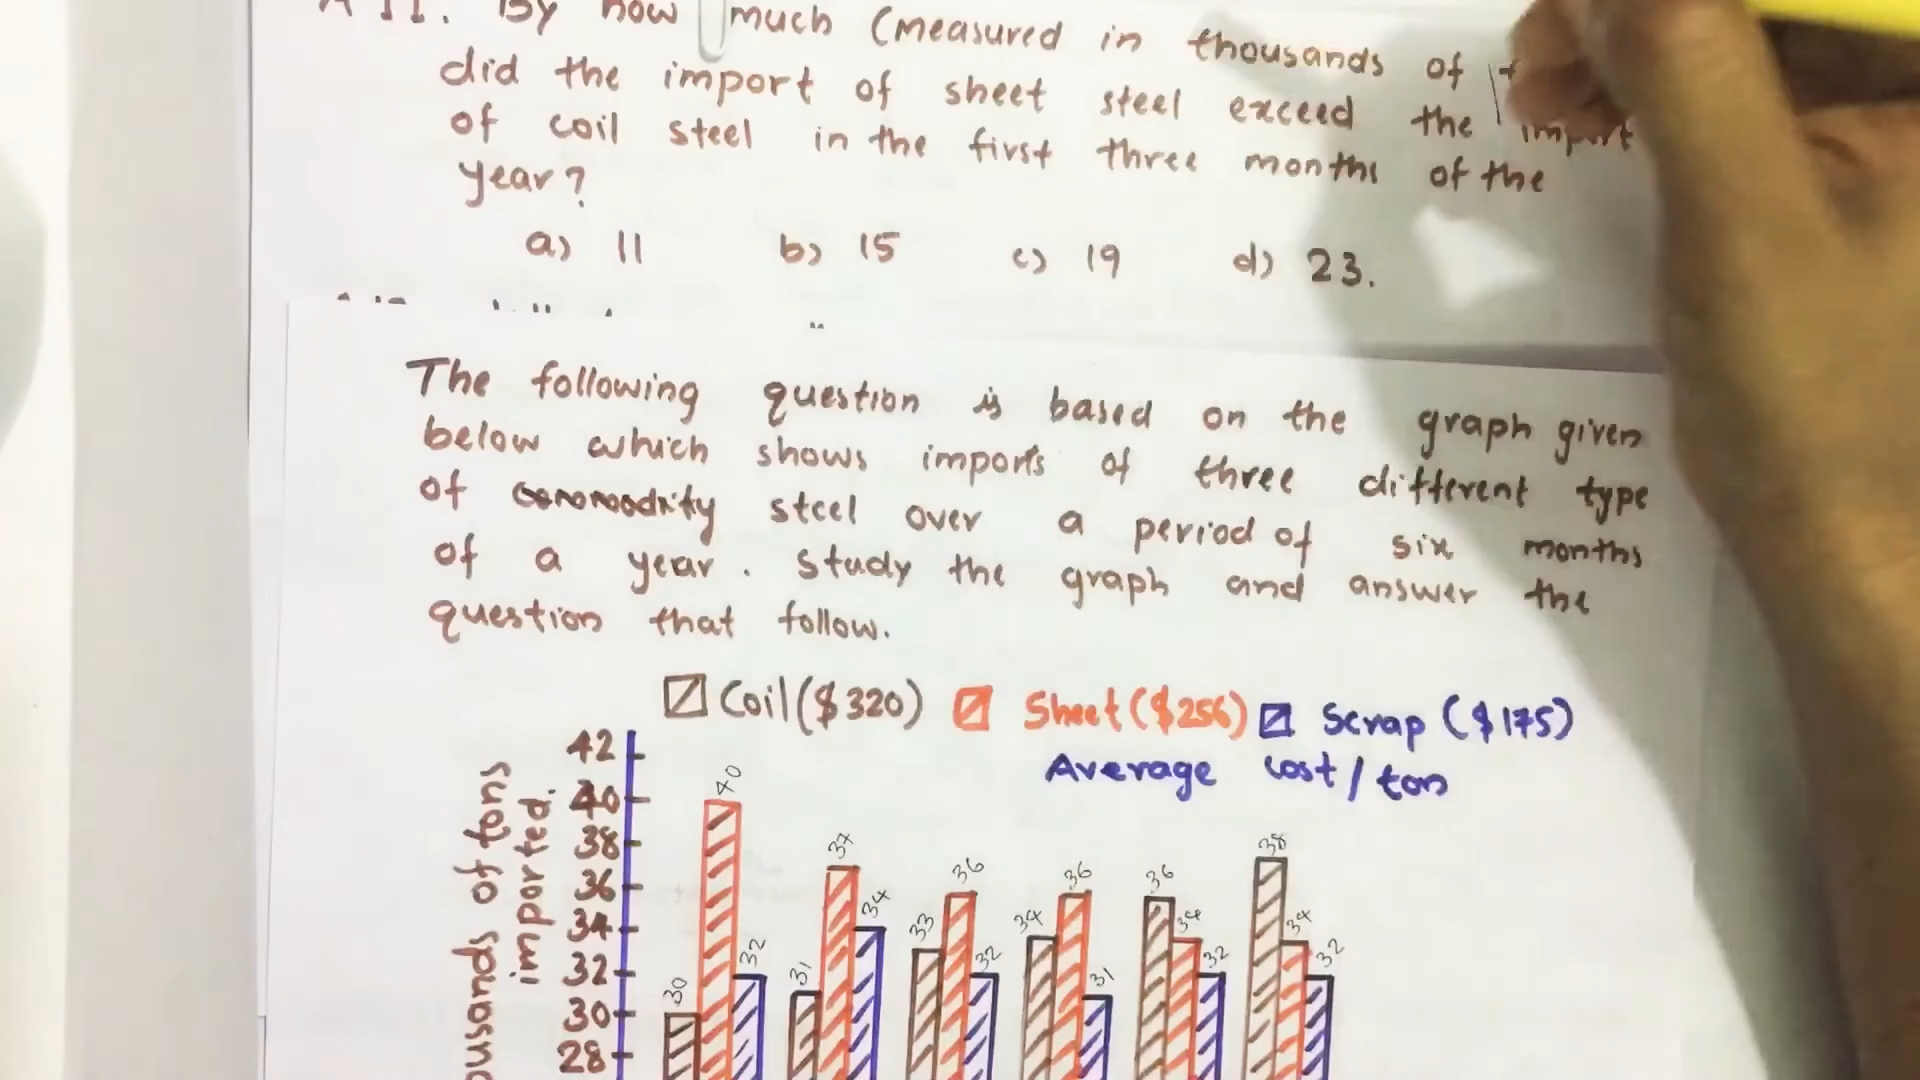 By how much (measured in thousands of
did the import of sheet steel exceed the import
of coil steel in the first three months of the
year?
a) 11 b) 15 c) 19 d) 23.
The following question is based on the graph given
below which shows imports of three different type
of commodity steel over a period of six months
of a year. Study the graph and answer the
question that follow.
Coil ($320) Sheet ($256) Scrap ($175)
Average cost/ton
of tons
imported.
42
40
38
36
34
32
30
28
30 40 32
31 37 34
33 36 32
34 36 31
36 34 32
38 34 32